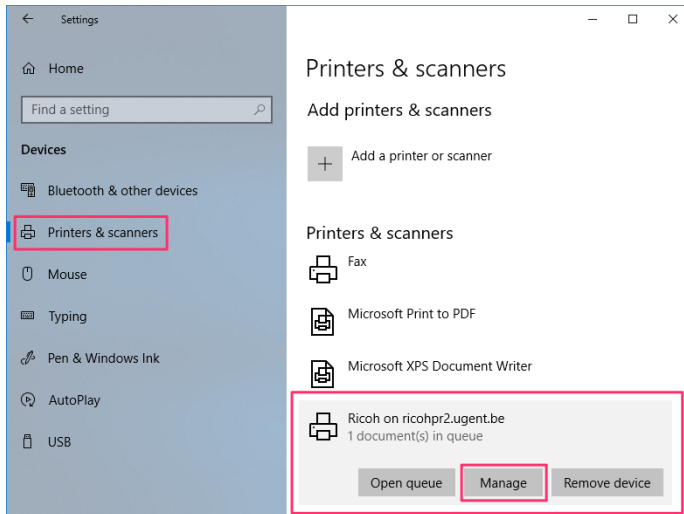 Settings
Home
Find a setting
Devices
Bluetooth & other devices
Printers & scanners
Mouse
Typing
Pen & Windows Ink
AutoPlay
USB
Printers & scanners
Add printers & scanners
Add a printer or scanner
Printers & scanners
Fax
Microsoft Print to PDF
Microsoft XPS Document Writer
Ricoh on ricohpr2.ugent.be
1 document(s) in queue
Open queue Manage Remove device